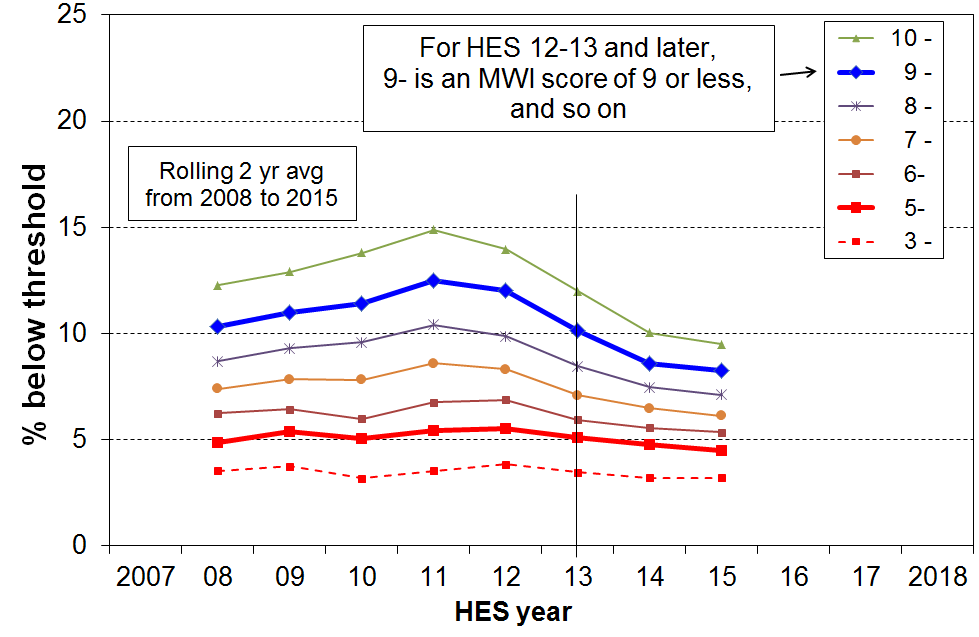 25
20
15
10
5
0
% below threshold
For HES 12-13 and later,
9- is an MWI score of 9 or less,
and so on
Rolling 2 yr avg
from 2008 to 2015
10 -
9 -
8 -
7 -
6-
5-
3 -
2007 08 09 10 11 12 13 14 15 16 17 2018
HES year